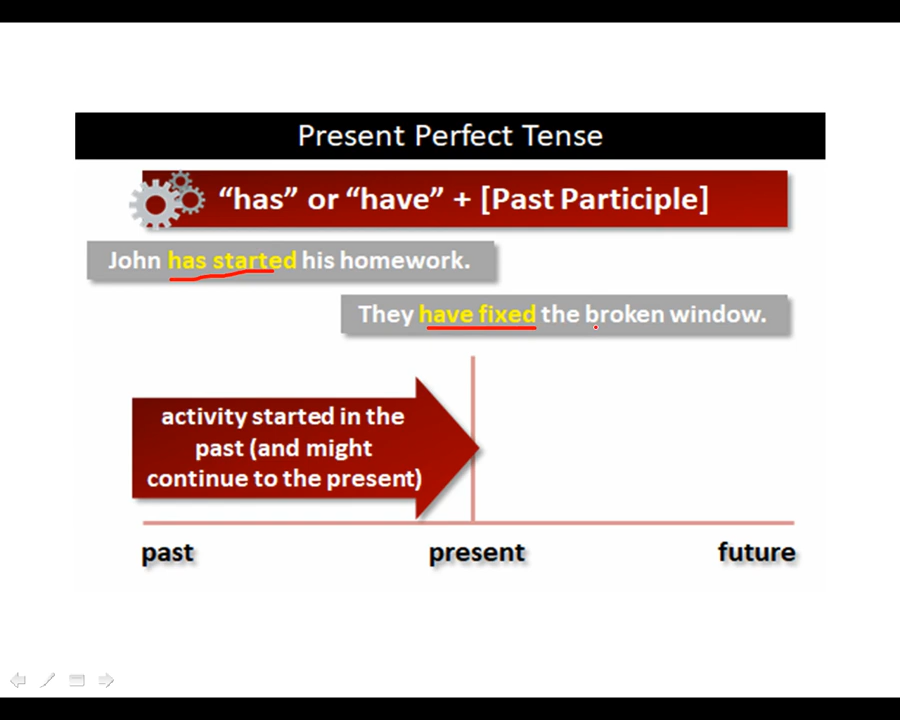 Present Perfect Tense
“has” or “have” + [Past Participle]
John has started his homework.
They have fixed the broken window.
activity started in the
past (and might
continue to the present)
past present future